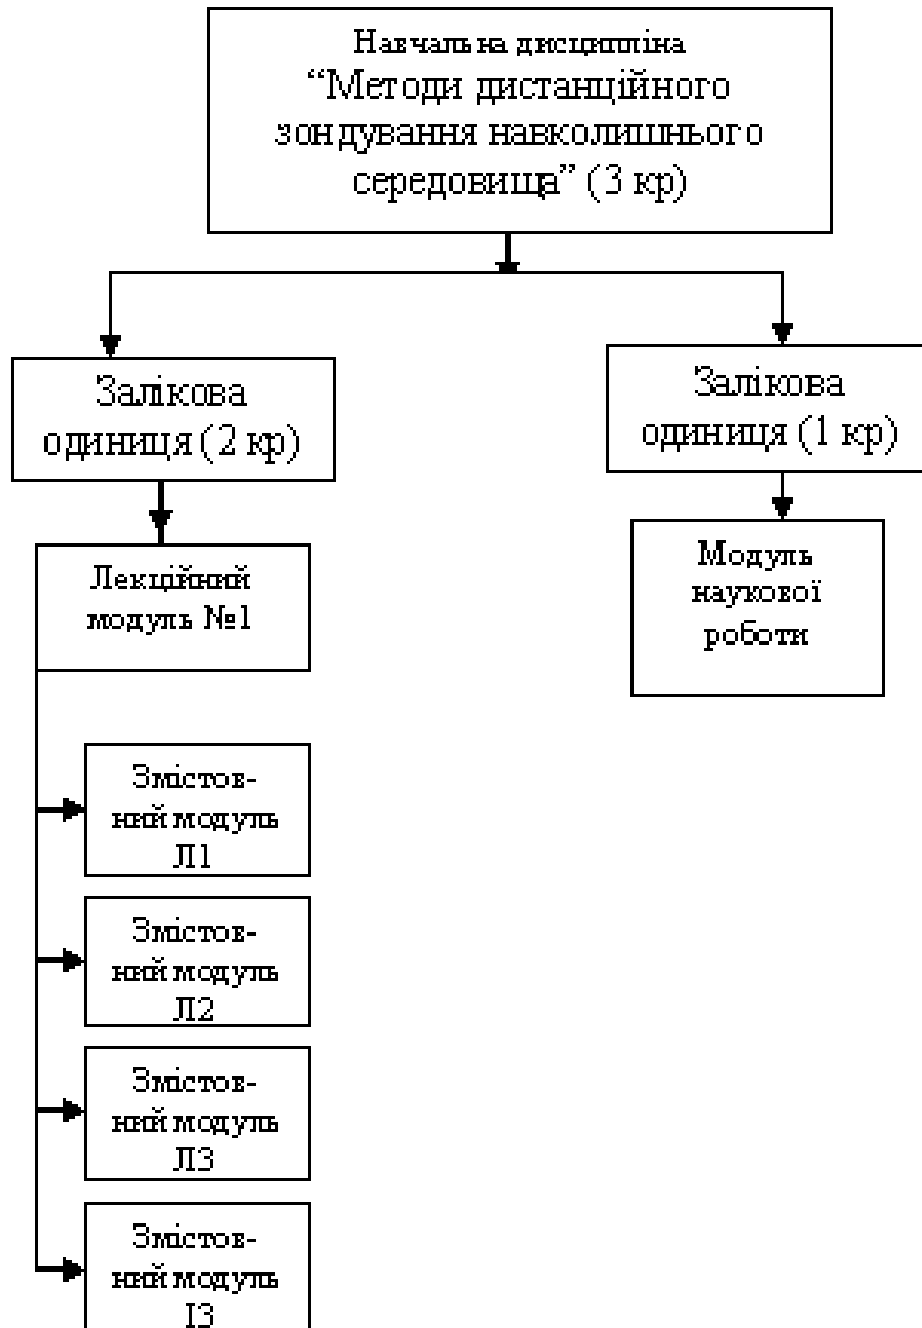 Навчальна дисципліна
“Методи дистанційного
зондування навколишнього
середовища” (3 кр)
Залікова
одиниця (2 кр)
Залікова
одиниця (1 кр)
Лекційний
модуль №1
Модуль
наукової
роботи
Змістов-
ний модуль
Л1
Змістов-
ний модуль
Л2
Змістов-
ний модуль
Л3
Змістов-
ний модуль
ІЗ